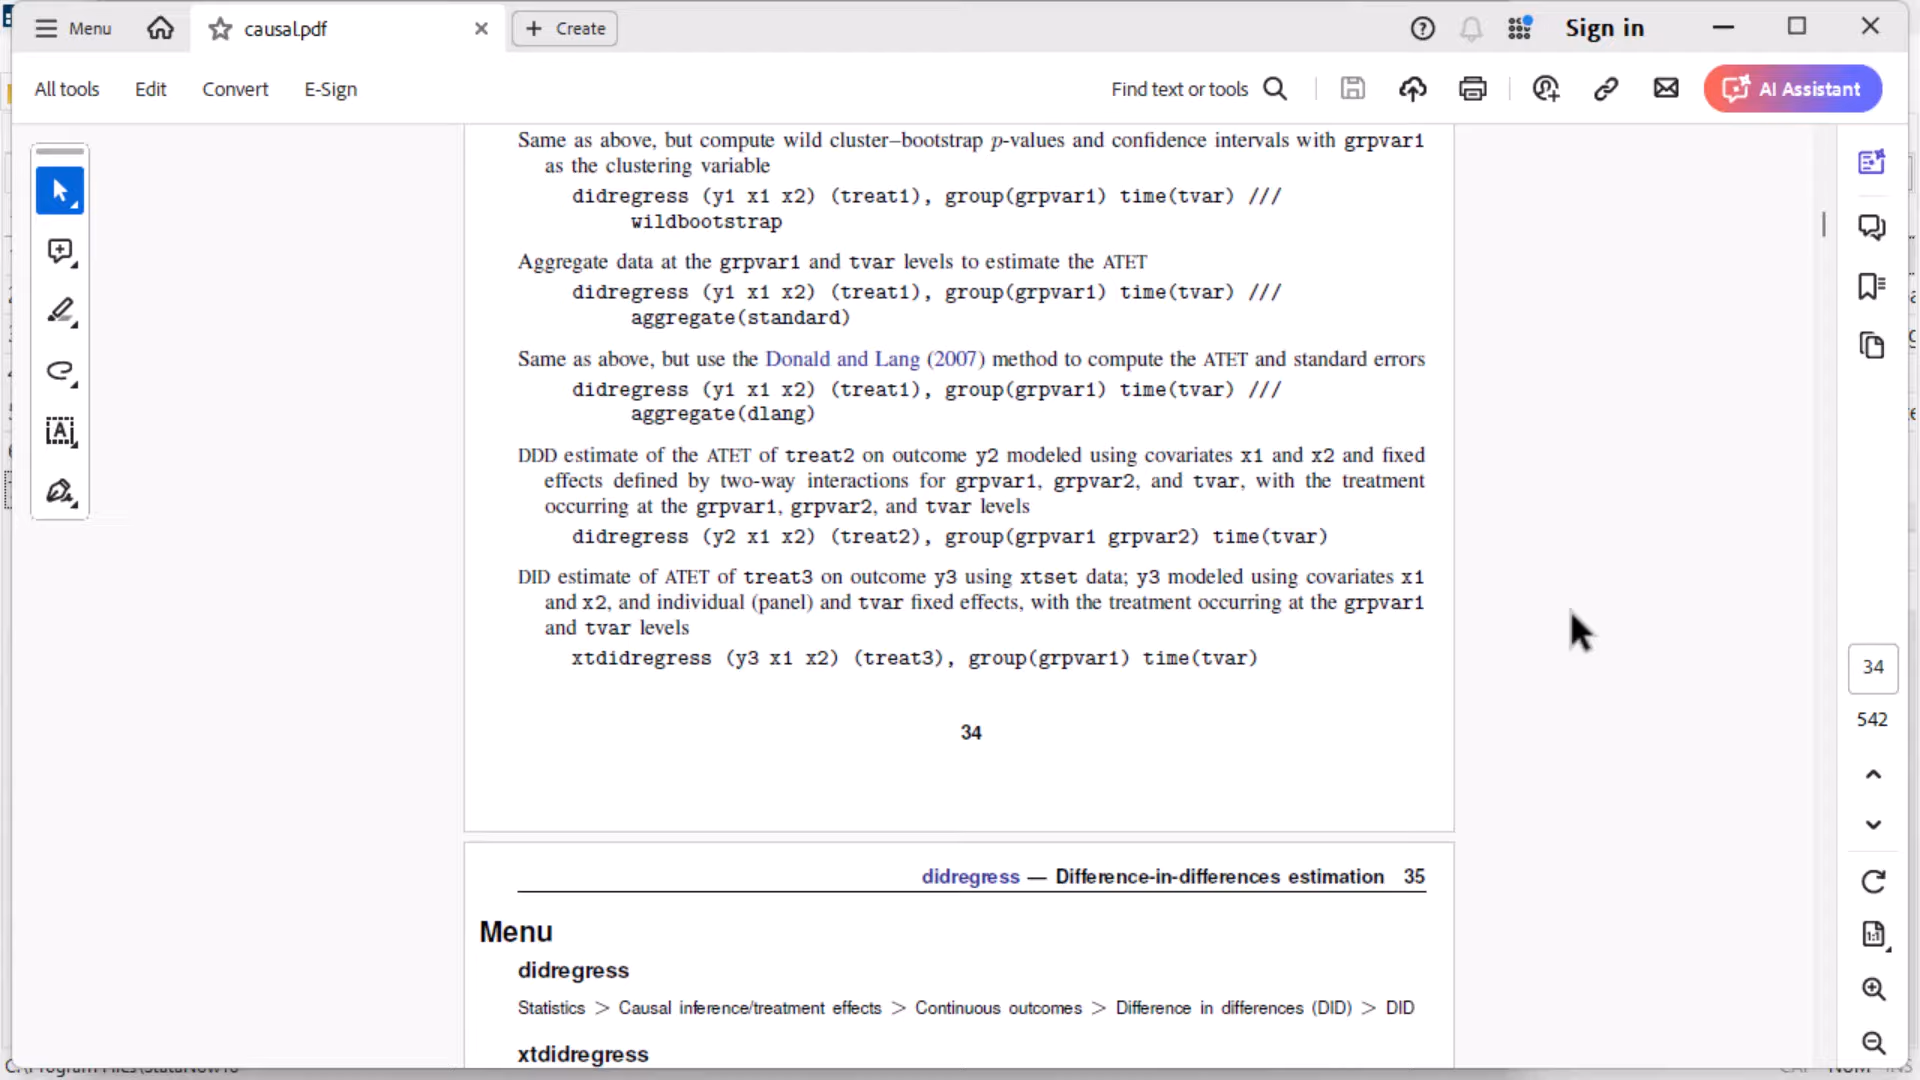 Menu
causal.pdf
Create
Sign in
All tools
Edit
Convert
E-Sign
Find text or tools
AI Assistant
Same as above, but compute wild cluster–bootstrap p-values and confidence intervals with grpvar1
as the clustering variable
didregress (y1 x1 x2) (treat1), group(grpvar1) time(tvar) ///
wildbootstrap
Aggregate data at the grpvar1 and tvar levels to estimate the ATET
didregress (y1 x1 x2) (treat1), group(grpvar1) time(tvar) ///
aggregate(standard)
Same as above, but use the Donald and Lang (2007) method to compute the ATET and standard errors
didregress (y1 x1 x2) (treat1), group(grpvar1) time(tvar) ///
aggregate(dlang)
DDD estimate of the ATET of treat2 on outcome y2 modeled using covariates x1 and x2 and fixed
effects defined by two-way interactions for grpvar1, grpvar2, and tvar, with the treatment
occurring at the grpvar1, grpvar2, and tvar levels
didregress (y2 x1 x2) (treat2), group(grpvar1 grpvar2) time(tvar)
DID estimate of ATET of treat3 on outcome y3 using xtset data; y3 modeled using covariates x1
and x2, and individual (panel) and tvar fixed effects, with the treatment occurring at the grpvar1
and tvar levels
xtdidregress (y3 x1 x2) (treat3), group(grpvar1) time(tvar)
34
34
542
didregress — Difference-in-differences estimation 35
Menu
didregress
Statistics > Causal inference/treatment effects > Continuous outcomes > Difference in differences (DID) > DID
xtdidregress